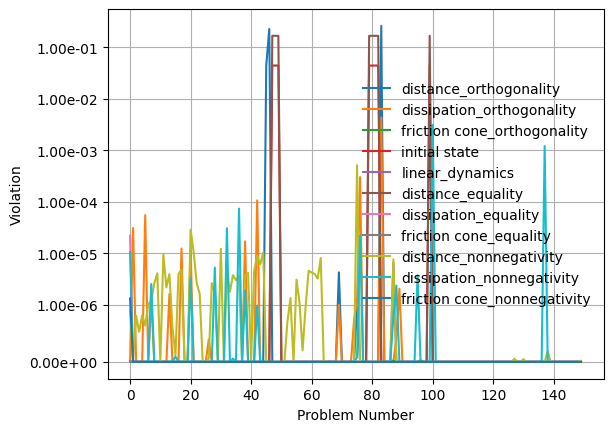 1.00e-01
1.00e-02
1.00e-03
1.00e-04
1.00e-05
1.00e-06
0.00e+00
Violation
distance_orthogonality
dissipation_orthogonality
friction cone_orthogonality
initial state
linear_dynamics
distance_equality
dissipation_equality
friction cone_equality
distance_nonnegativity
dissipation_nonnegativity
friction cone_nonnegativity
0 20 40 60 80 100 120 140
Problem Number